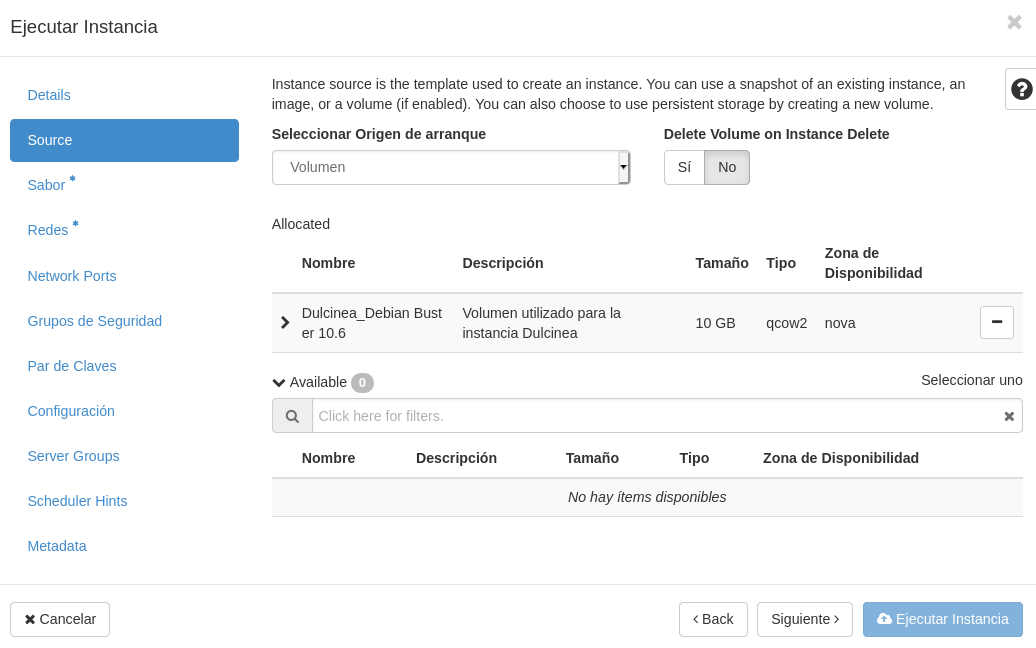 Ejecutar Instancia
Details
Source
Sabor *
Redes *
Network Ports
Grupos de Seguridad
Par de Claves
Configuración
Server Groups
Scheduler Hints
Metadata
Instance source is the template used to create an instance. You can use a snapshot of an existing instance, an
image, or a volume (if enabled). You can also choose to use persistent storage by creating a new volume.
Seleccionar Origen de arranque
Delete Volume on Instance Delete
Volumen
Sí No
Allocated
Nombre Descripción Tamaño Tipo Zona de
Disponibilidad
Dulcinea_Debian Bust Volumen utilizado para la 10 GB qcow2 nova
er 10.6 instancia Dulcinea
Available 0 Seleccionar uno
Click here for filters.
Nombre Descripción Tamaño Tipo Zona de Disponibilidad
No hay ítems disponibles
Cancelar < Back Siguiente > Ejecutar Instancia